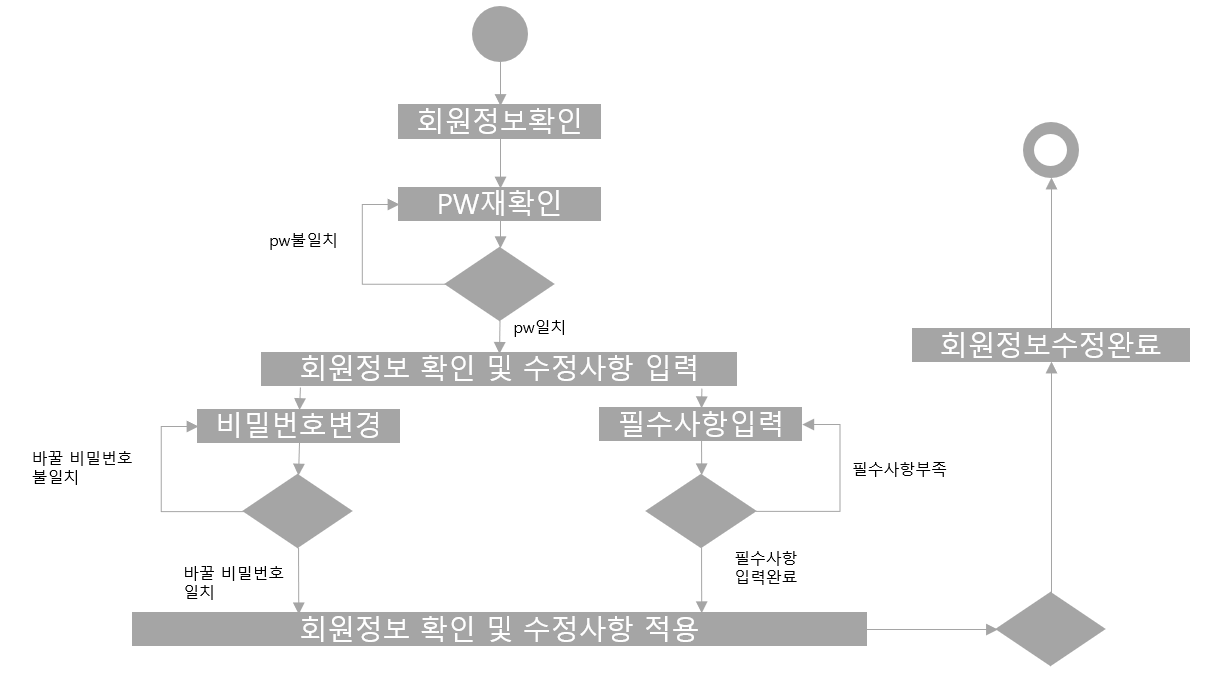 회원정보확인
PW재확인
pw불일치
pw일치
회원정보수정완료
회원정보 확인 및 수정사항 입력
비밀번호변경
필수사항입력
바꿀 비밀번호
불일치
필수사항부족
바꿀 비밀번호
일치
필수사항
입력완료
회원정보 확인 및 수정사항 적용